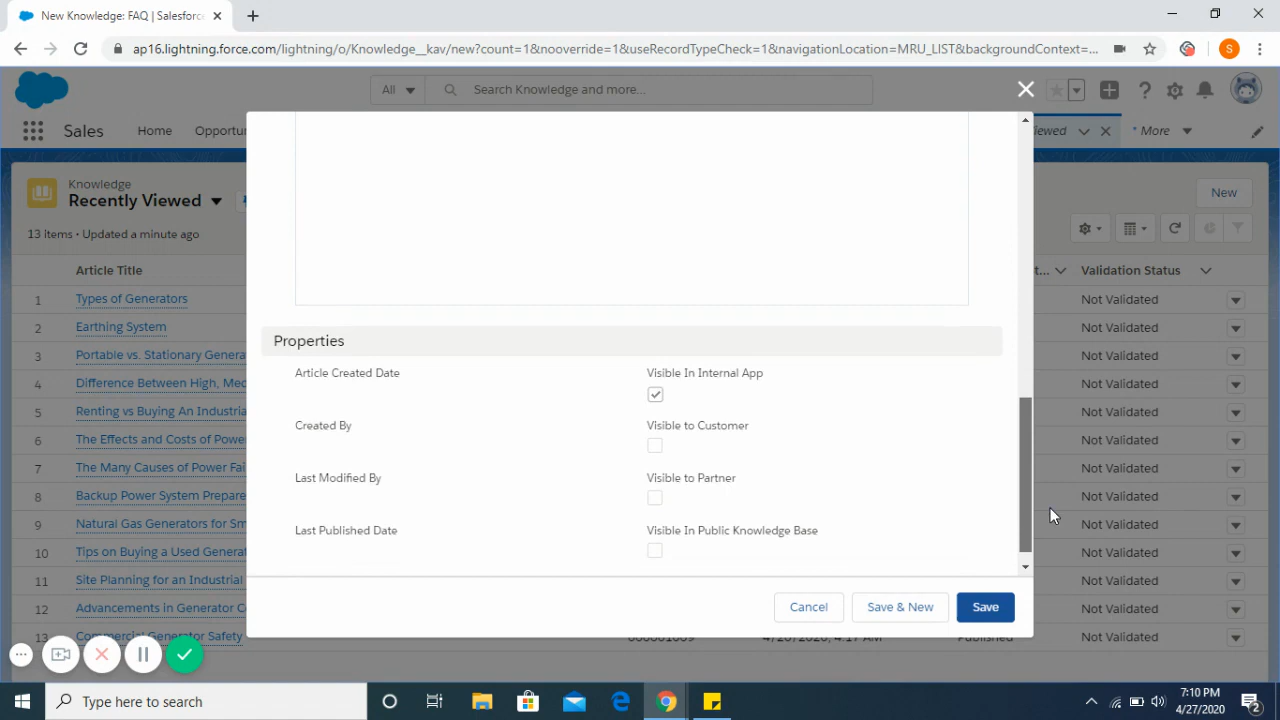 New Knowledge: FAQ | Salesforc
ap16.lightning.force.com/lightning/o/Knowledge__kav/new?count=1&nooverride=1&useRecordTypeCheck=1&navigationLocation=MRU_LIST&backgroundContext=...
S
All
Search Knowledge and more...
Sales
Home
Opportu
iewed
* More
Knowledge
Recently Viewed
New
13 items • Updated a minute ago
Article Title
t...
Validation Status
1 Types of Generators Not Validated
2 Earthing System Not Validated
3 Portable vs. Stationary Genera Not Validated
4 Difference Between High, Med Not Validated
5 Renting vs Buying An Industria Not Validated
6 The Effects and Costs of Powe Not Validated
7 The Many Causes of Power Fai Not Validated
8 Backup Power System Prepare Not Validated
9 Natural Gas Generators for Sm Not Validated
10 Tips on Buying a Used Generat Not Validated
11 Site Planning for an Industrial Not Validated
12 Advancements in Generator C Not Validated
13 Commercial Generator Safety 000001009 4/20/2020, 4:17 AM Published Not Validated
Properties
Article Created Date
Visible In Internal App
Created By
Visible to Customer
Last Modified By
Visible to Partner
Last Published Date
Visible In Public Knowledge Base
Cancel
Save & New
Save
Type here to search
7:10 PM
4/27/2020
2